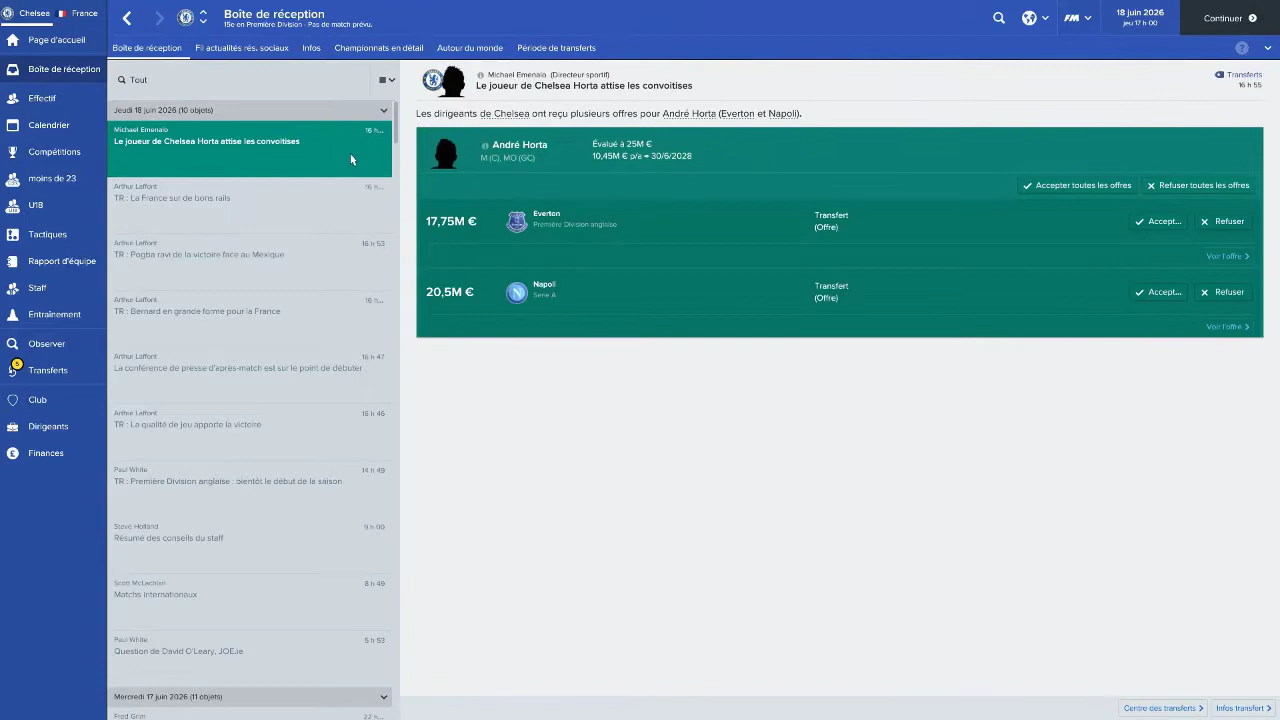 Chelsea
France
Boîte de réception
15e en Première Division - Pas de match prévu.
18 juin 2026
jeu 17 h 00
Continuer
FM
Boîte de réception
Fil actualités rés. sociaux
Infos
Championnats en détail
Autour du monde
Période de transferts
Page d'accueil
Boîte de réception
Effectif
Calendrier
Compétitions
moins de 23
U18
Tactiques
Rapport d'équipe
Staff
Entraînement
Observer
5
Transferts
Club
Dirigeants
Finances
Tout
Jeudi 18 juin 2026 (10 objets)
Michael Emenalo
16 h...
Le joueur de Chelsea Horta attise les convoitises
Arthur Laffont
16 h...
TR : La France sur de bons rails
Arthur Laffont
16 h 53
TR : Pogba ravi de la victoire face au Mexique
Arthur Laffont
16 h...
TR : Bernard en grande forme pour la France
Arthur Laffont
16 h 47
La conférence de presse d'après-match est sur le point de débuter
Arthur Laffont
16 h 46
TR : La qualité de jeu apporte la victoire
Paul White
14 h 49
TR : Première Division anglaise : bientôt le début de la saison
Steve Holland
9 h 00
Résumé des conseils du staff
Scott McLachlan
8 h 49
Matchs internationaux
Paul White
5 h 53
Question de David O'Leary, JOE.ie
Mercredi 17 juin 2026 (11 objets)
Fred Grim
22 h...
Michael Emenalo (Directeur sportif)
Le joueur de Chelsea Horta attise les convoitises
Transferts
16 h 55
Les dirigeants de Chelsea ont reçu plusieurs offres pour André Horta (Everton et Napoli).
André Horta
M (C), MO (GC)
Évalué à 25M €
10,45M € p/a → 30/6/2028
Accepter toutes les offres
Refuser toutes les offres
17,75M €
Everton
Première Division anglaise
Transfert
(Offre)
Accept...
Refuser
Voir l'offre
20,5M €
Napoli
Serie A
Transfert
(Offre)
Accept...
Refuser
Voir l'offre
Centre des transferts
Infos transfert